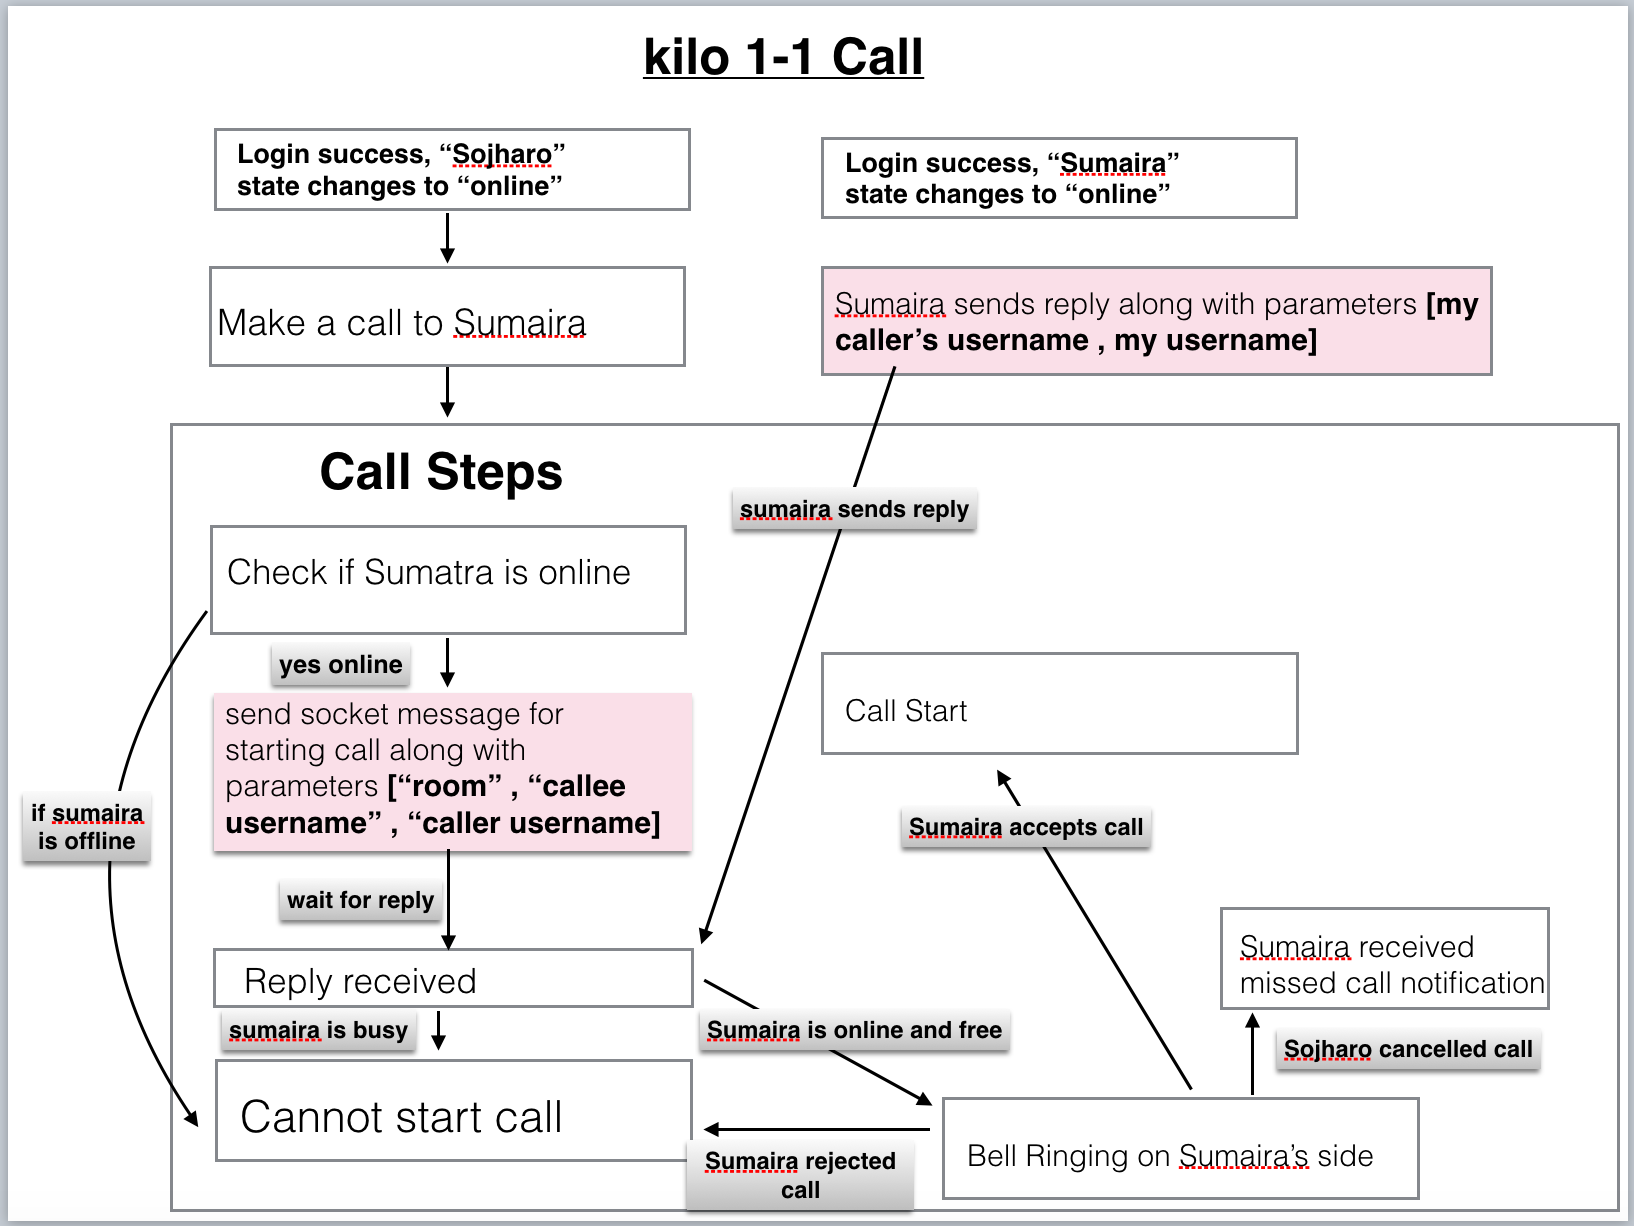 kilo 1-1 Call
Login success, “Sojharo”
state changes to “online”
Login success, “Sumaira”
state changes to “online”
Make a call to Sumaira
Sumaira sends reply along with parameters [my
caller’s username , my username]
Call Steps
sumaira sends reply
Check if Sumatra is online
yes online
send socket message for
starting call along with
parameters [“room” , “callee
username” , “caller username]
Call Start
if sumaira
is offline
Sumaira accepts call
wait for reply
Sumaira received
missed call notification
Reply received
sumaira is busy
Sumaira is online and free
Sojharo cancelled call
Cannot start call
Sumaira rejected
call
Bell Ringing on Sumaira’s side